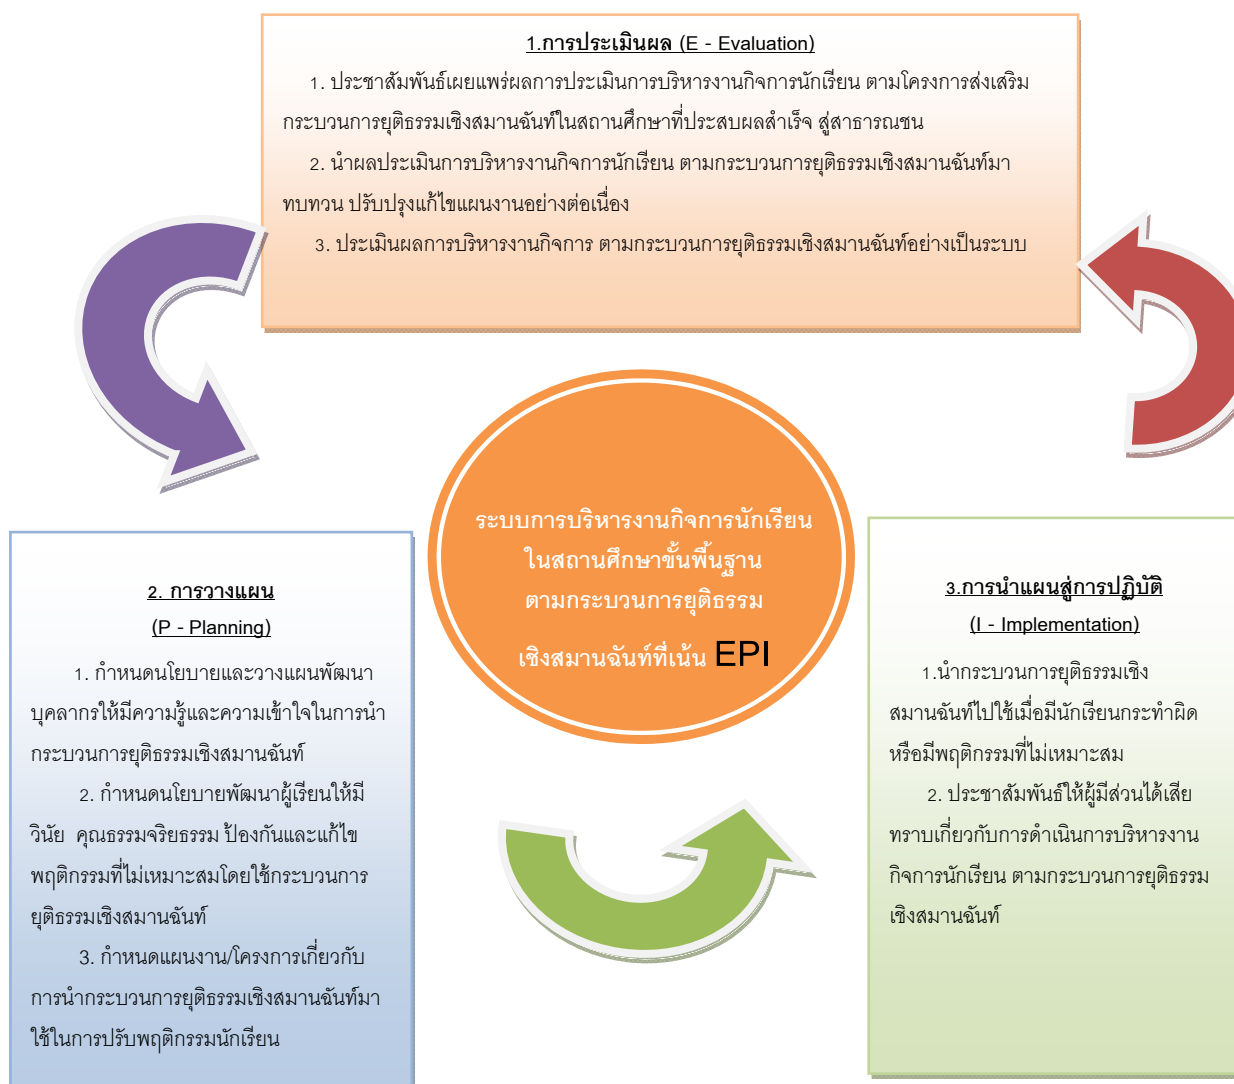 1.การประเมินผล (E - Evaluation)
1. ประชาสัมพันธ์เผยแพร่ผลการประเมินการบริหารงานกิจการนักเรียน ตามโครงการส่งเสริม
กระบวนการยุติธรรมเชิงสมานฉันท์ในสถานศึกษาที่ประสบผลสำเร็จ สู่สาธารณชน
2. นำผลประเมินการบริหารงานกิจการนักเรียน ตามกระบวนการยุติธรรมเชิงสมานฉันท์มา
ทบทวน ปรับปรุงแก้ไขแผนงานอย่างต่อเนื่อง
3. ประเมินผลการบริหารงานกิจการ ตามกระบวนการยุติธรรมเชิงสมานฉันท์อย่างเป็นระบบ
ระบบการบริหารงานกิจการนักเรียน
ในสถานศึกษาขั้นพื้นฐาน
ตามกระบวนการยุติธรรม
เชิงสมานฉันท์ที่เน้น EPI
2. การวางแผน
(P - Planning)
1. กำหนดนโยบายและวางแผนพัฒนา
บุคลากรให้มีความรู้และความเข้าใจในการนำ
กระบวนการยุติธรรมเชิงสมานฉันท์
2. กำหนดนโยบายพัฒนาผู้เรียนให้มี
วินัย คุณธรรมจริยธรรม ป้องกันและแก้ไข
พฤติกรรมที่ไม่เหมาะสมโดยใช้กระบวนการ
ยุติธรรมเชิงสมานฉันท์
3. กำหนดแผนงาน/โครงการเกี่ยวกับ
การนำกระบวนการยุติธรรมเชิงสมานฉันท์มา
ใช้ในการปรับพฤติกรรมนักเรียน
3.การนำแผนสู่การปฏิบัติ
(I - Implementation)
1.นำกระบวนการยุติธรรมเชิง
สมานฉันท์ไปใช้เมื่อมีนักเรียนกระทำผิด
หรือมีพฤติกรรมที่ไม่เหมาะสม
2. ประชาสัมพันธ์ให้ผู้มีส่วนได้เสีย
ทราบเกี่ยวกับการดำเนินการบริหารงาน
กิจการนักเรียน ตามกระบวนการยุติธรรม
เชิงสมานฉันท์